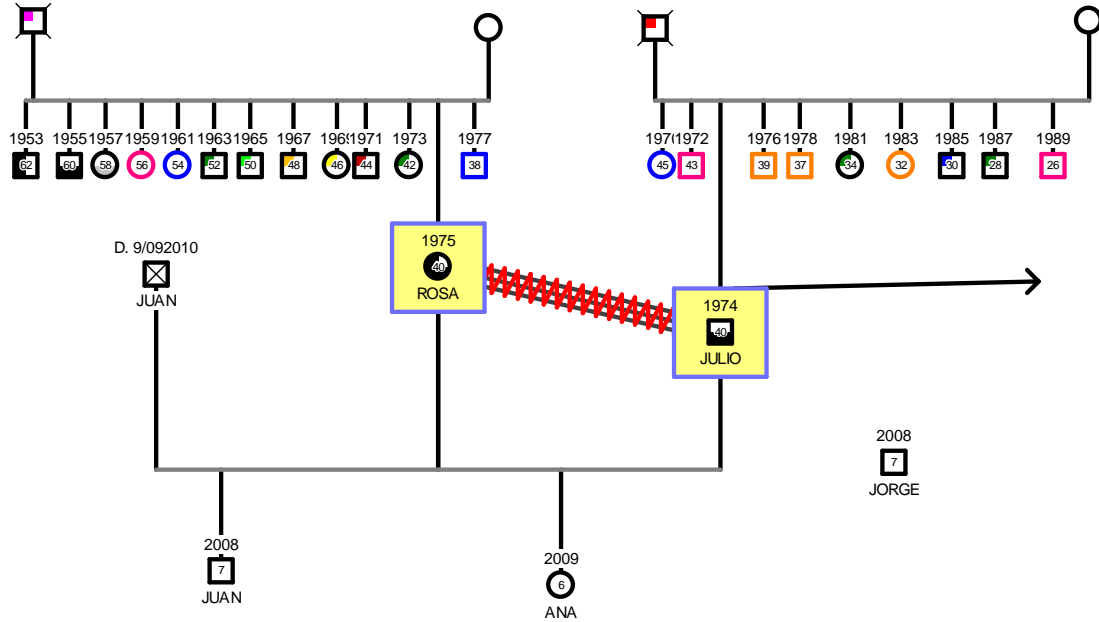 1953 1955 1957 1959 1961 1963 1965 1967 1969 1971 1973 1977
62 60 58 56 54 52 50 48 46 44 42 38
1970 1972 1976 1978 1981 1983 1985 1987 1989
45 43 39 37 34 32 30 28 26
D. 9/092010
JUAN
1975
40
ROSA
1974
40
JULIO
2008
7
JORGE
2008
7
JUAN
2009
6
ANA